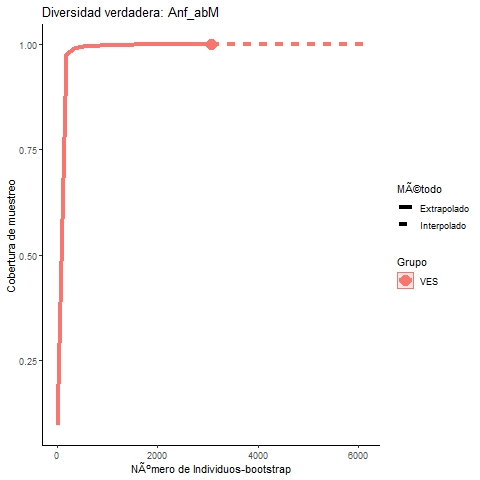 Diversidad verdadera: Anf_abM
1.00
0.75
0.50
0.25
Cobertura de muestreo
0
2000
4000
6000
NÃºmero de Individuos-bootstrap
MÃ©todo
Extrapolado
Interpolado
Grupo
VES